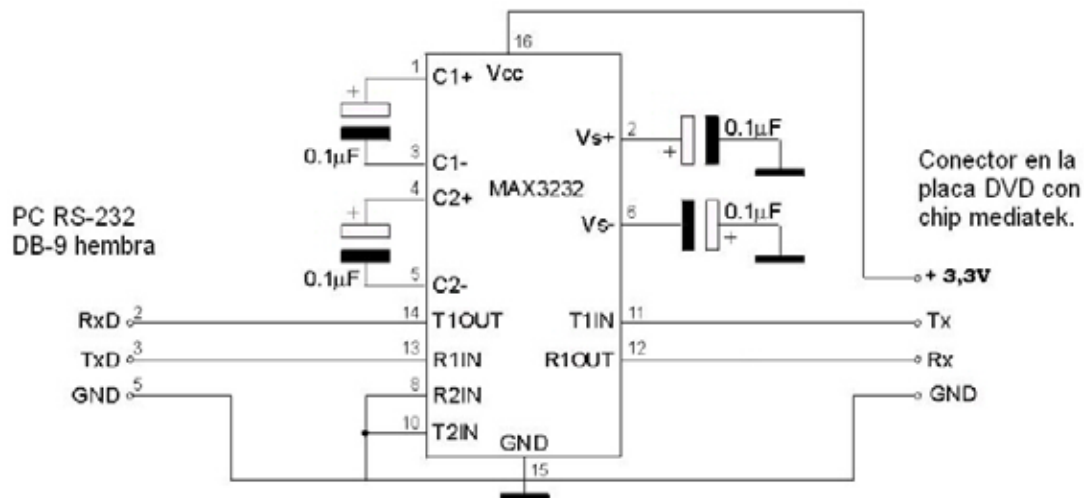 16
Vcc
1
C1+
+
0.1µF
3
C1-
4
C2+
+
0.1µF
5
C2-
MAX3232
Vs+
2
+
0.1µF
Vs-
6
0.1µF
+
PC RS-232
DB-9 hembra
Conector en la
placa DVD con
chip mediatek.
+ 3,3V
RxD 2
14 T1OUT
T1IN 11
Tx
TxD 3
13 R1IN
R1OUT 12
Rx
GND 5
8 R2IN
GND
10 T2IN
GND
15